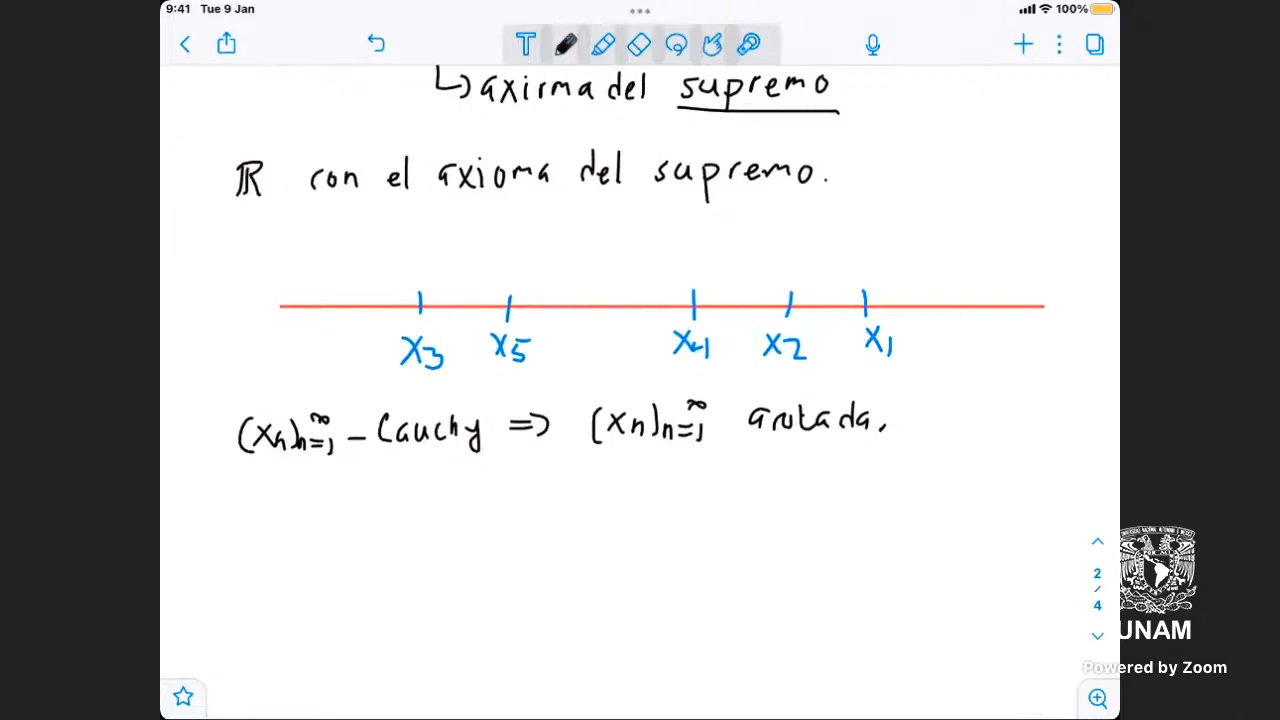 9:41 Tue 9 Jan
100%
T
↳ axioma del supremo
ℝ con el axioma del supremo.
x3 x5 x4 x2 x1
(xn)n=1^∞ – Cauchy => (xn)n=1^∞ acotada.
2
/
4
UNAM
Powered by Zoom